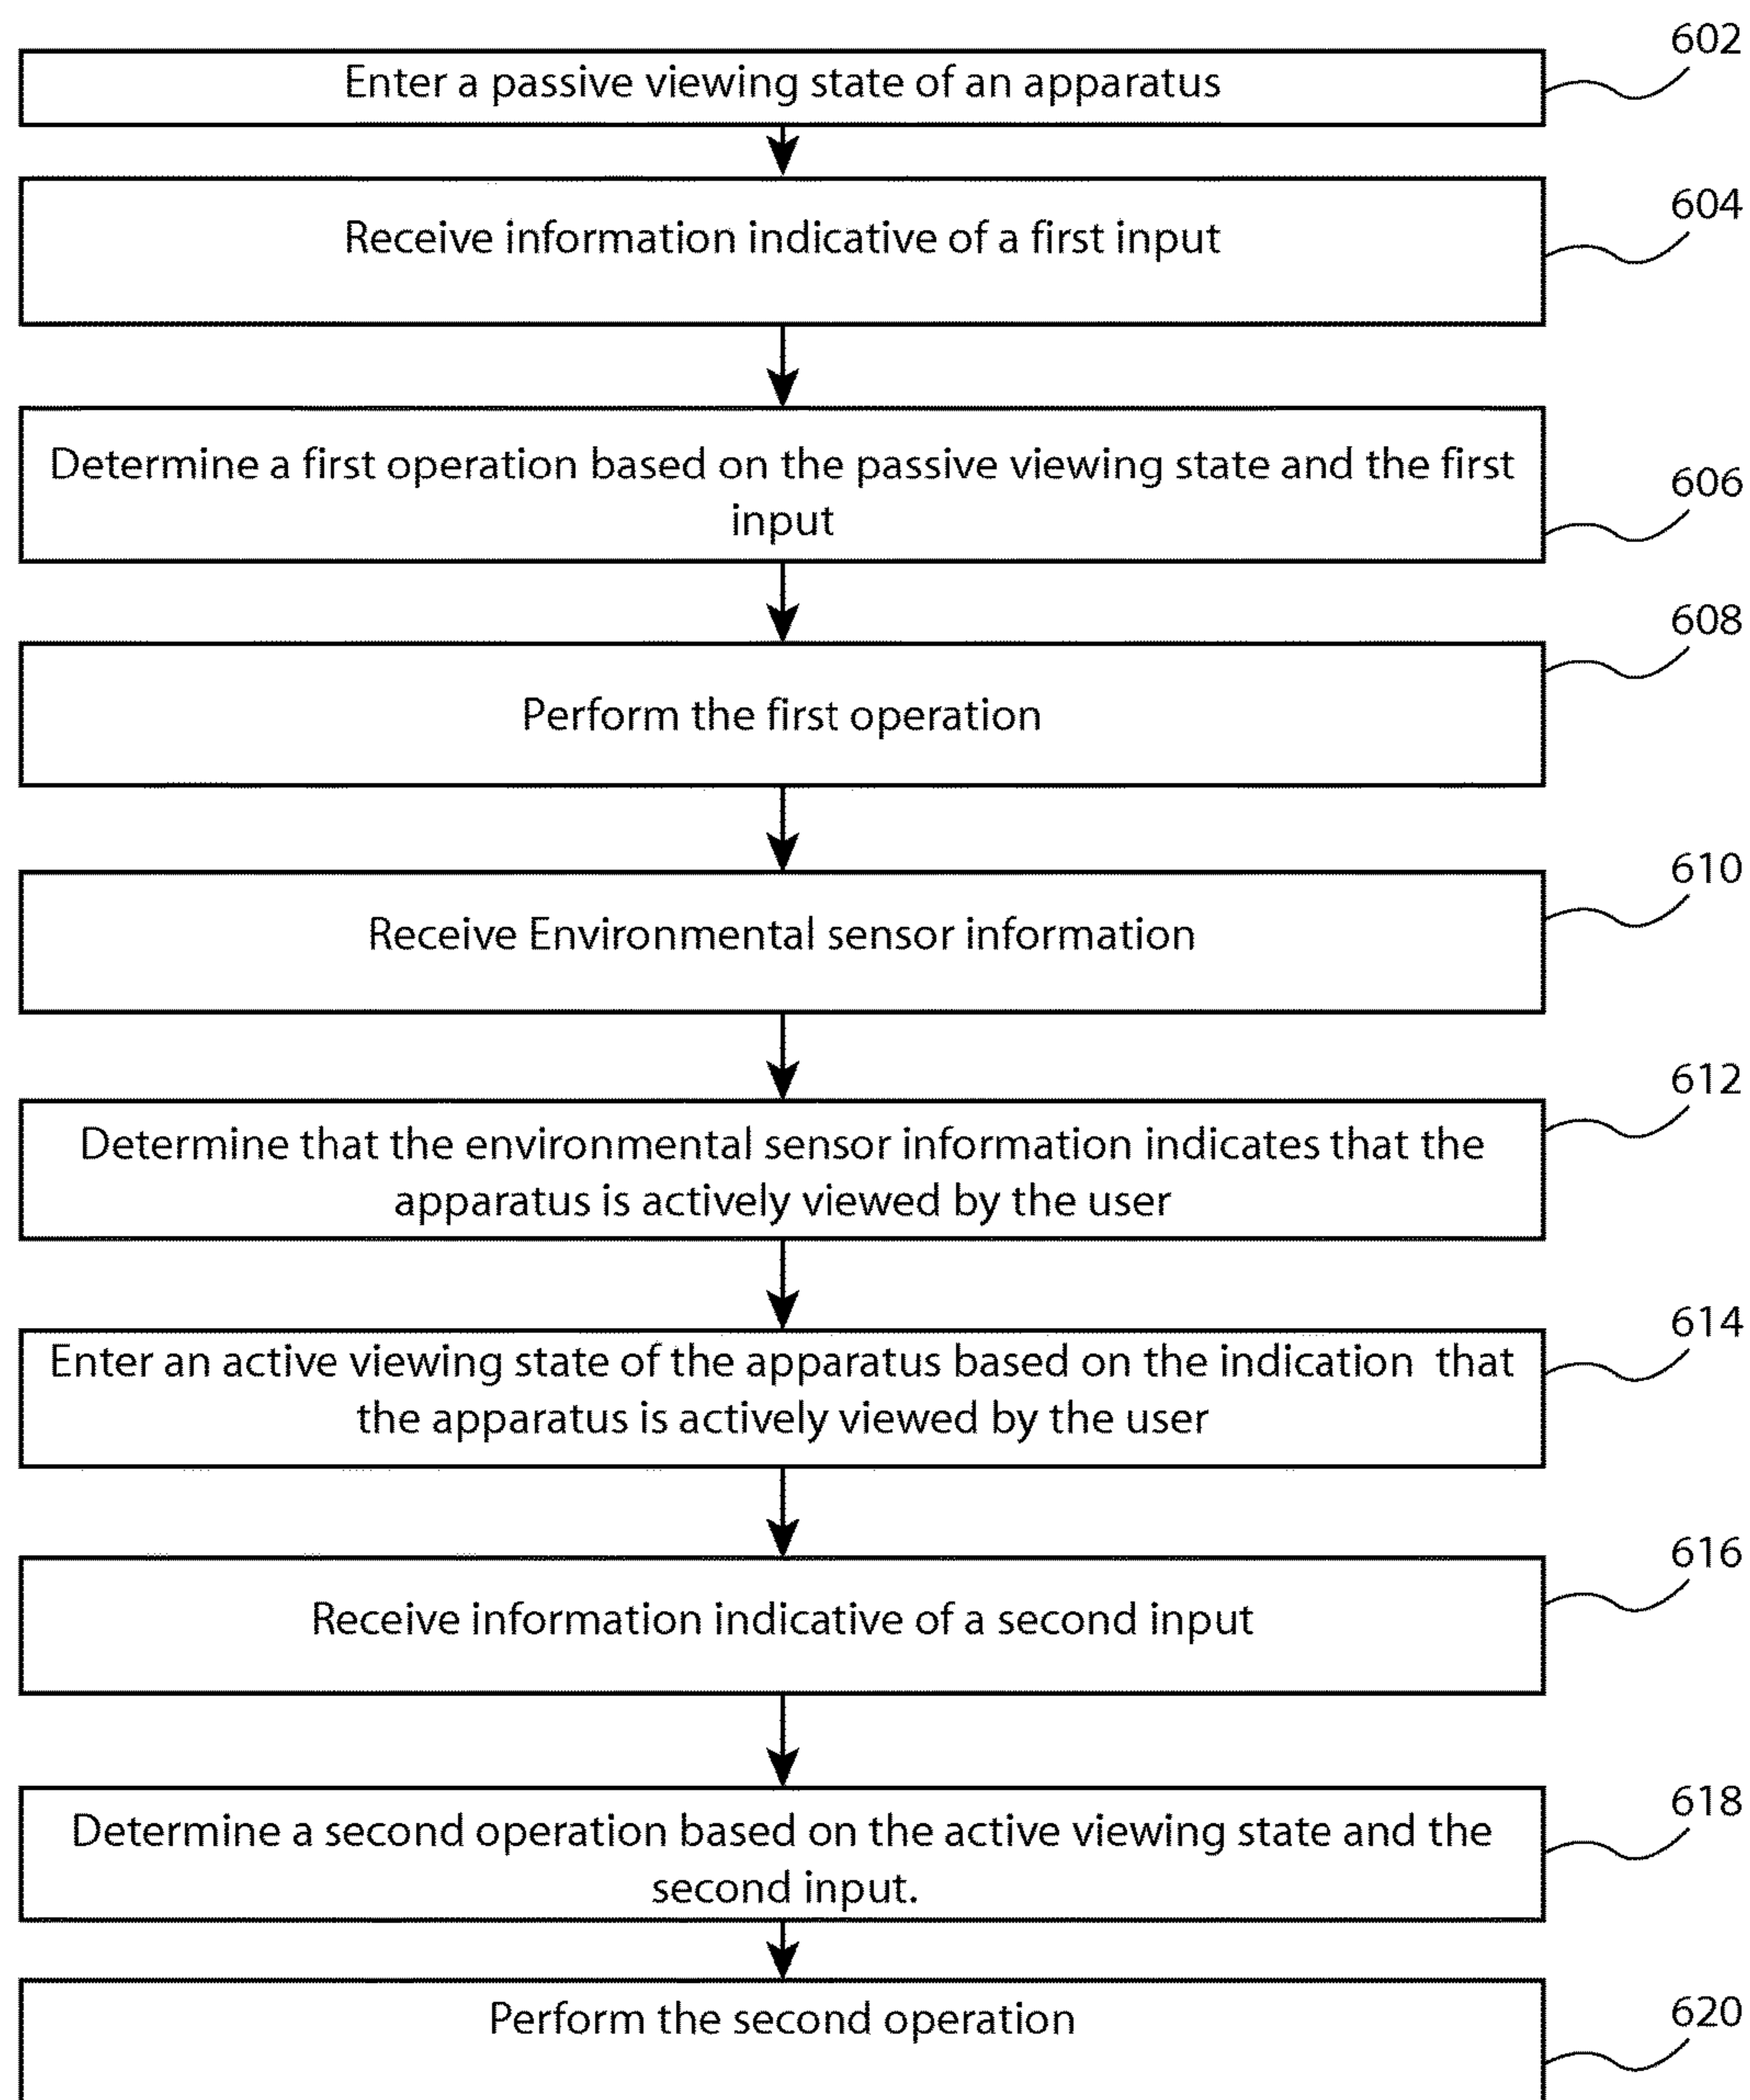 602
Enter a passive viewing state of an apparatus
604
Receive information indicative of a first input
Determine a first operation based on the passive viewing state and the first
input
606
608
Perform the first operation
610
Receive Environmental sensor information
612
Determine that the environmental sensor information indicates that the
apparatus is actively viewed by the user
614
Enter an active viewing state of the apparatus based on the indication that
the apparatus is actively viewed by the user
616
Receive information indicative of a second input
618
Determine a second operation based on the active viewing state and the
second input.
620
Perform the second operation